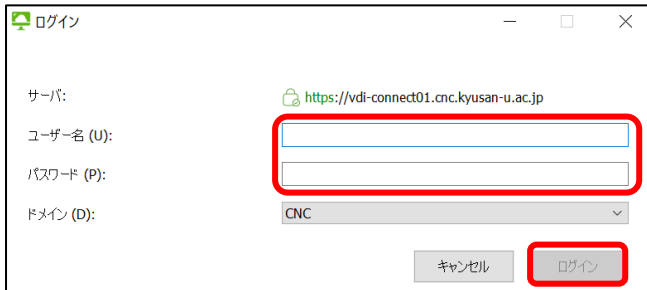 ログイン
サーバ: https://vdi-connect01.cnc.kyusan-u.ac.jp
ユーザー名 (U):
パスワード (P):
ドメイン (D): CNC
キャンセル ログイン